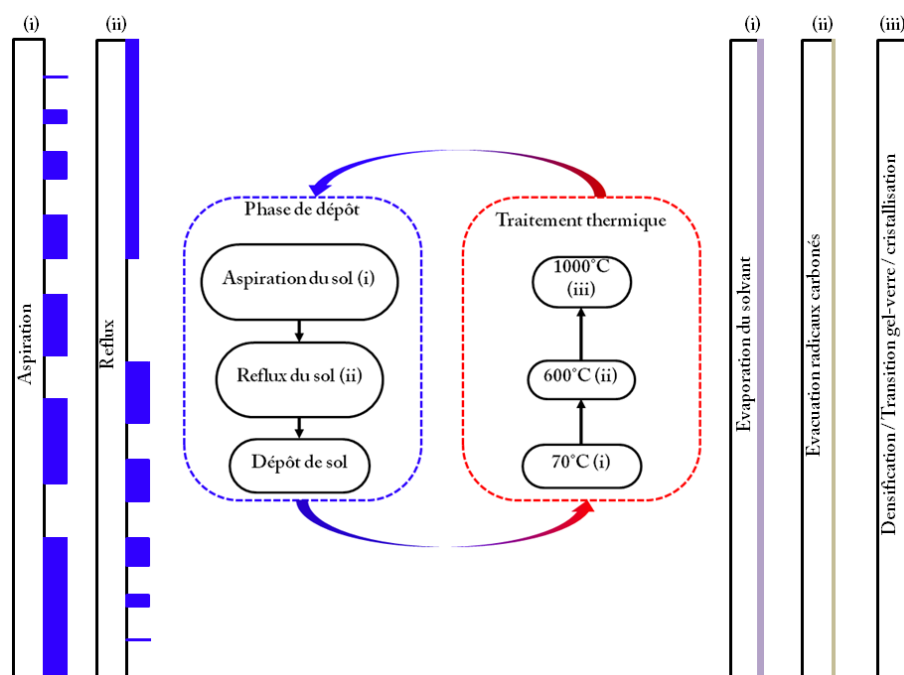 (i)
(ii)
Aspiration
Reflux
Phase de dépôt
Aspiration du sol (i)
Reflux du sol (ii)
Dépôt de sol
Traitement thermique
1000°C
(iii)
600°C (ii)
70°C (i)
(i)
(ii)
(iii)
Evaporation du solvant
Evacuation radicaux carbonés
Densification / Transition gel-verre / cristallisation